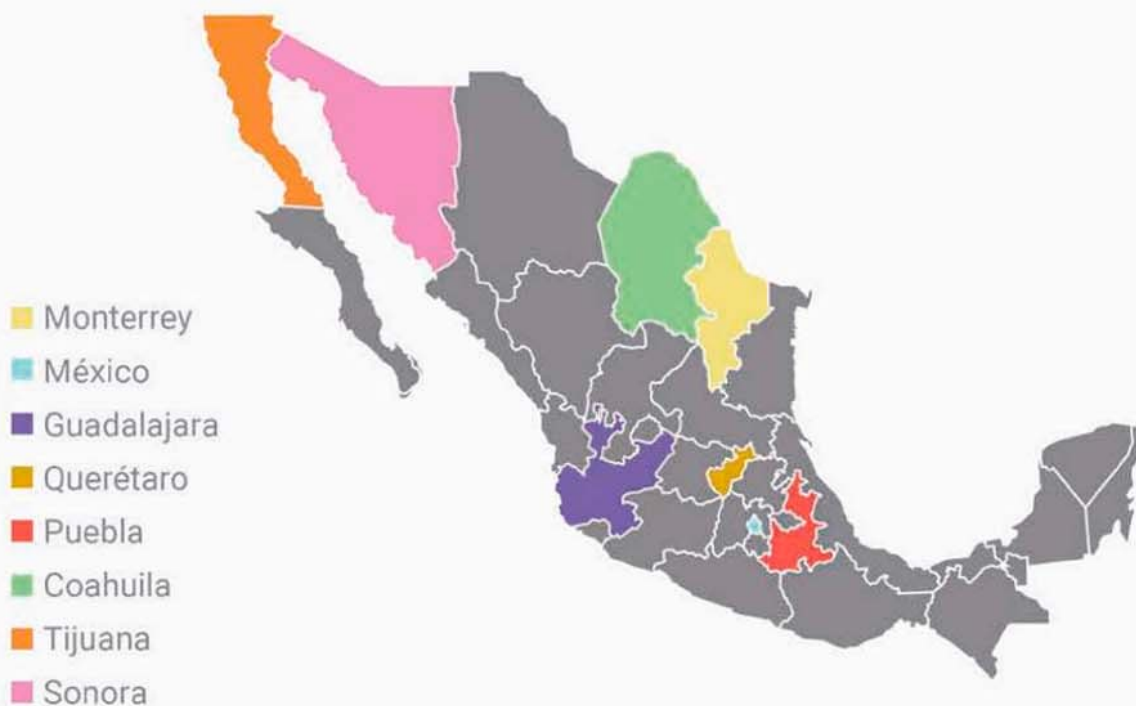 Monterrey
México
Guadalajara
Querétaro
Puebla
Coahuila
Tijuana
Sonora